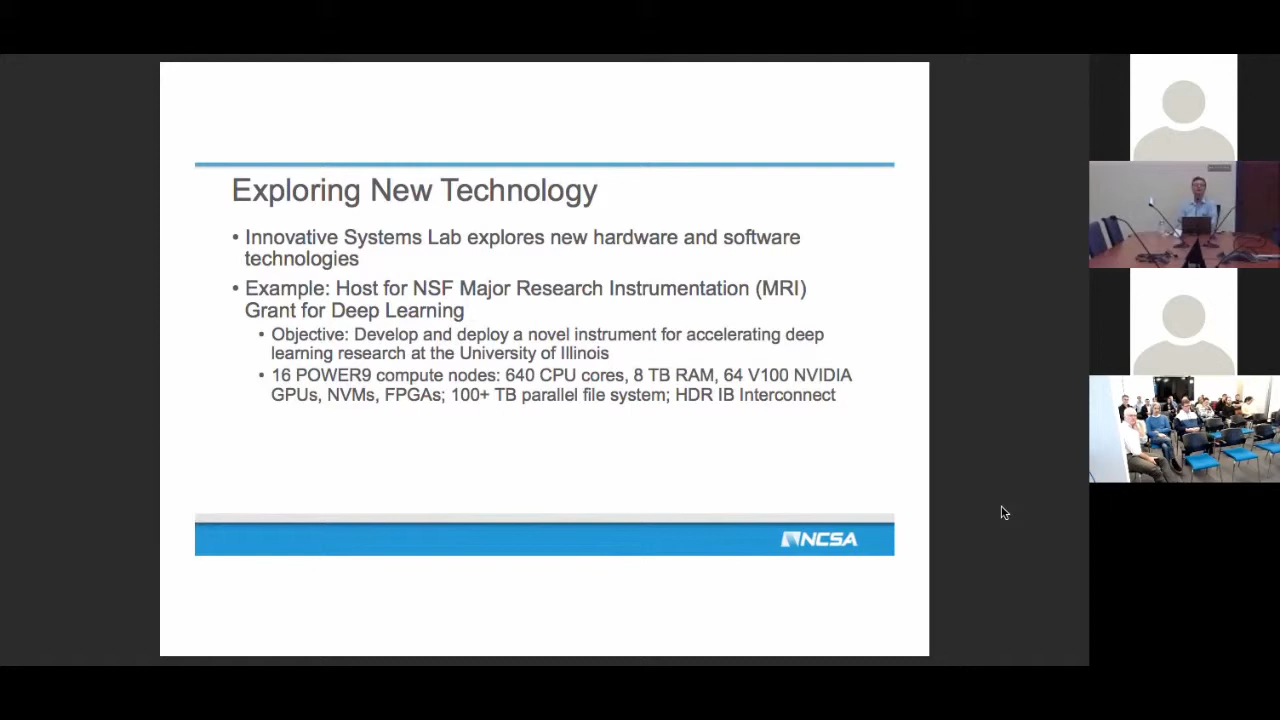 Exploring New Technology
• Innovative Systems Lab explores new hardware and software
technologies
• Example: Host for NSF Major Research Instrumentation (MRI)
Grant for Deep Learning
• Objective: Develop and deploy a novel instrument for accelerating deep
learning research at the University of Illinois
• 16 POWER9 compute nodes: 640 CPU cores, 8 TB RAM, 64 V100 NVIDIA
GPUs, NVMs, FPGAs; 100+ TB parallel file system; HDR IB Interconnect
NCSA